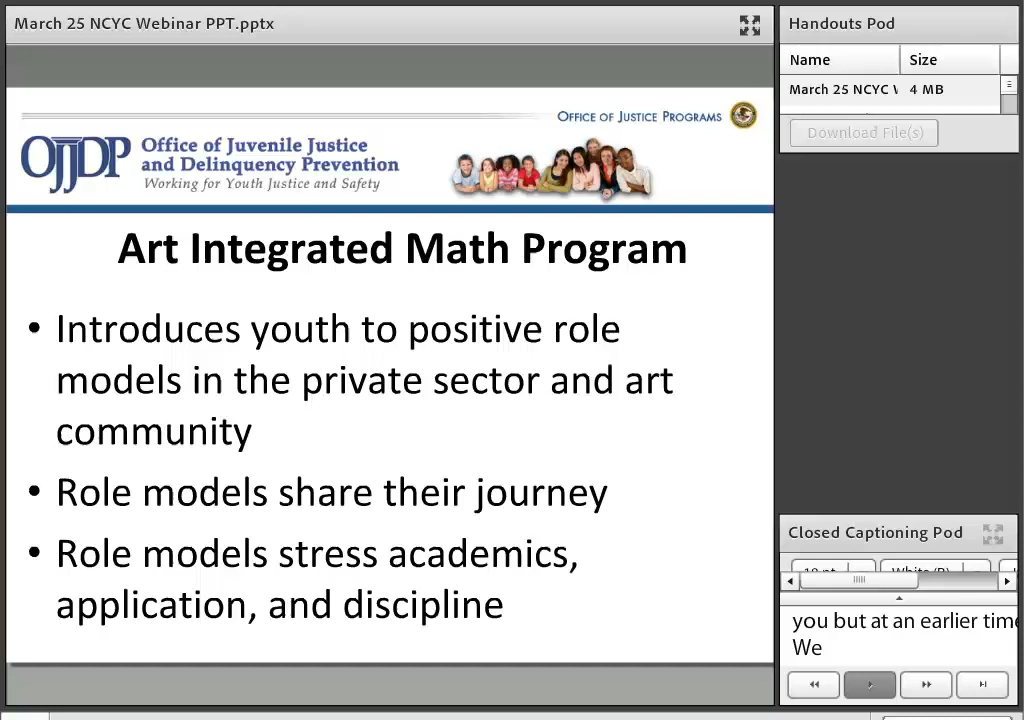 March 25 NCYC Webinar PPT.pptx
Handouts Pod
Name Size
March 25 NCYC 4 MB
Download File(s)
OFFICE OF JUSTICE PROGRAMS
OJJDP
Office of Juvenile Justice
and Delinquency Prevention
Working for Youth Justice and Safety
Art Integrated Math Program
• Introduces youth to positive role
models in the private sector and art
community
• Role models share their journey
• Role models stress academics,
application, and discipline
Closed Captioning Pod
you but at an earlier time
We